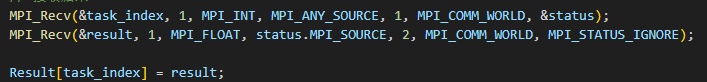 MPI_Recv(&task_index, 1, MPI_INT, MPI_ANY_SOURCE, 1, MPI_COMM_WORLD, &status);
MPI_Recv(&result, 1, MPI_FLOAT, status.MPI_SOURCE, 2, MPI_COMM_WORLD, MPI_STATUS_IGNORE);
Result[task_index] = result;